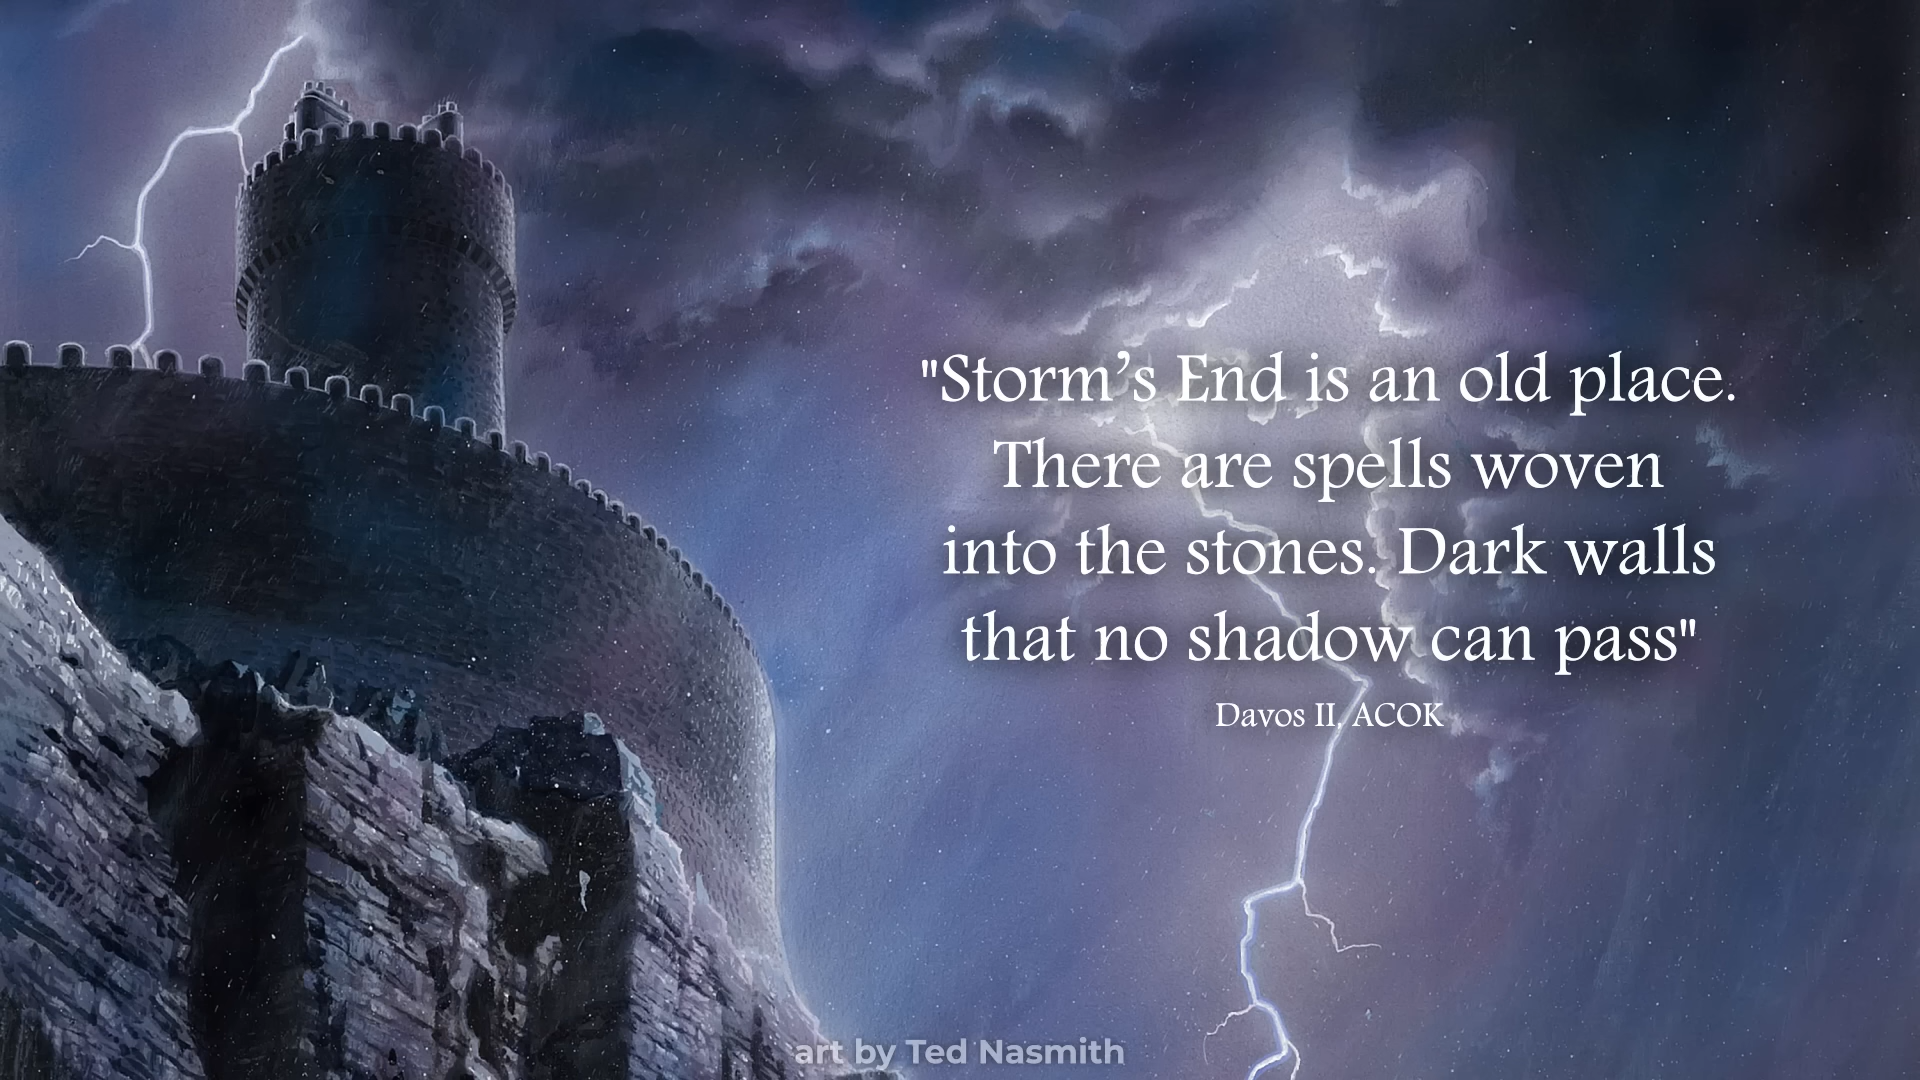 "Storm’s End is an old place.
There are spells woven
into the stones. Dark walls
that no shadow can pass"
Davos II, ACOK
art by Ted Nasmith